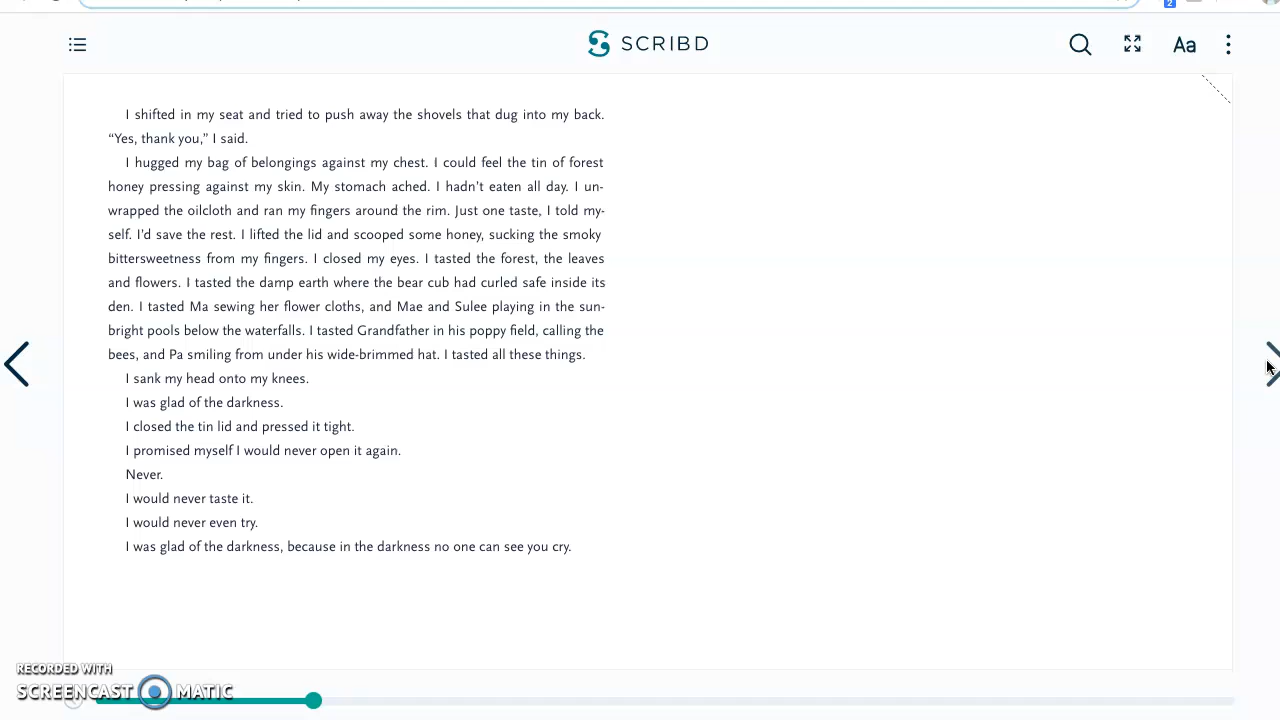 2
SCRIBD
Aa
I shifted in my seat and tried to push away the shovels that dug into my back.
“Yes, thank you,” I said.
I hugged my bag of belongings against my chest. I could feel the tin of forest
honey pressing against my skin. My stomach ached. I hadn’t eaten all day. I un-
wrapped the oilcloth and ran my fingers around the rim. Just one taste, I told my-
self. I’d save the rest. I lifted the lid and scooped some honey, sucking the smoky
bittersweetness from my fingers. I closed my eyes. I tasted the forest, the leaves
and flowers. I tasted the damp earth where the bear cub had curled safe inside its
den. I tasted Ma sewing her flower cloths, and Mae and Sulee playing in the sun-
bright pools below the waterfalls. I tasted Grandfather in his poppy field, calling the
bees, and Pa smiling from under his wide-brimmed hat. I tasted all these things.
I sank my head onto my knees.
I was glad of the darkness.
I closed the tin lid and pressed it tight.
I promised myself I would never open it again.
Never.
I would never taste it.
I would never even try.
I was glad of the darkness, because in the darkness no one can see you cry.
RECORDED WITH
SCREENCAST MATIC